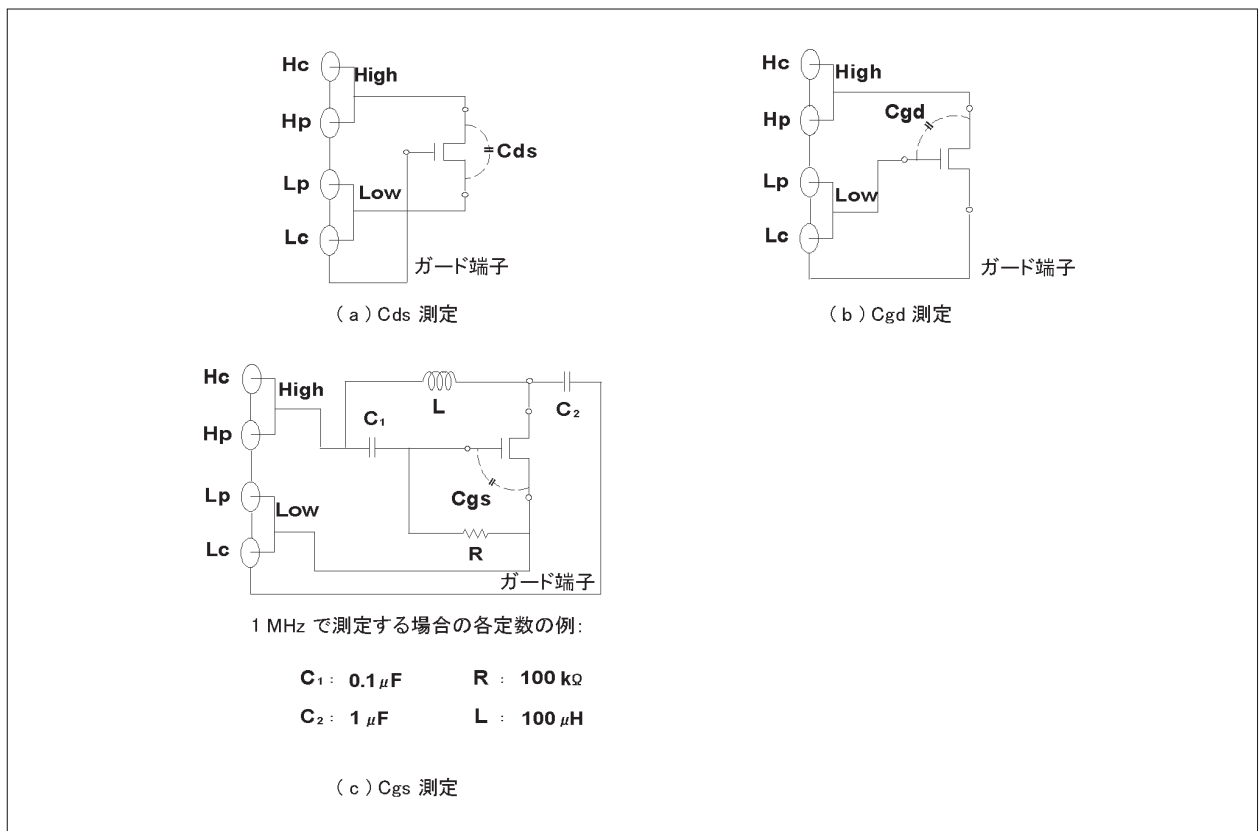 Hc
High
Hp
Cds
Lp
Low
Lc
ガード端子
( a ) Cds 測定
Hc
High
Cgd
Hp
Lp
Low
Lc
ガード端子
( b ) Cgd 測定
Hc
High
L
C₂
C₁
Hp
Lp
Cgs
Low
Lc
R
ガード端子
1 MHz で測定する場合の各定数の例:
C₁ : 0.1 μF R : 100 kΩ
C₂ : 1 μF L : 100 μH
( c ) Cgs 測定